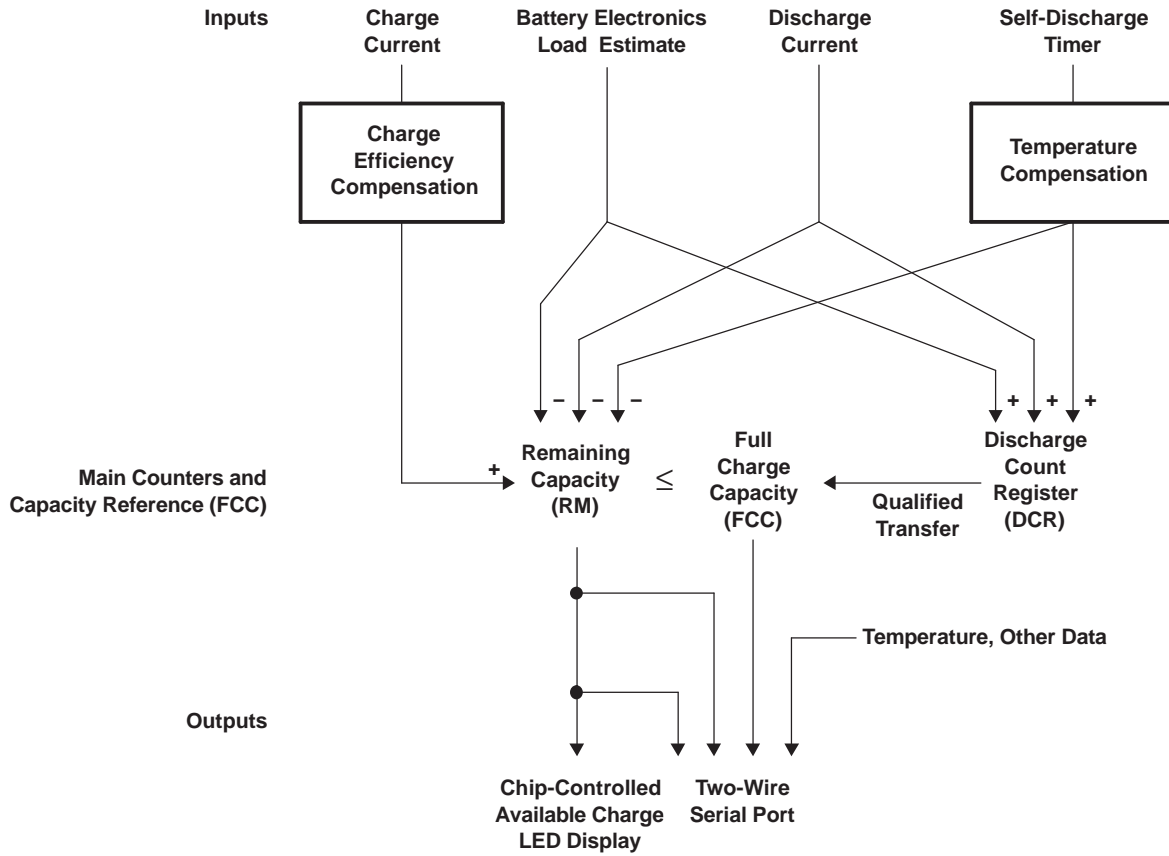 Inputs
Charge
Current
Battery Electronics
Load Estimate
Discharge
Current
Self-Discharge
Timer
Charge
Efficiency
Compensation
Temperature
Compensation
– – –
+ + +
Main Counters and
Capacity Reference (FCC)
+
Remaining
Capacity
(RM)
≤
Full
Charge
Capacity
(FCC)
Qualified
Transfer
Discharge
Count
Register
(DCR)
Temperature, Other Data
Outputs
Chip-Controlled
Available Charge
LED Display
Two-Wire
Serial Port